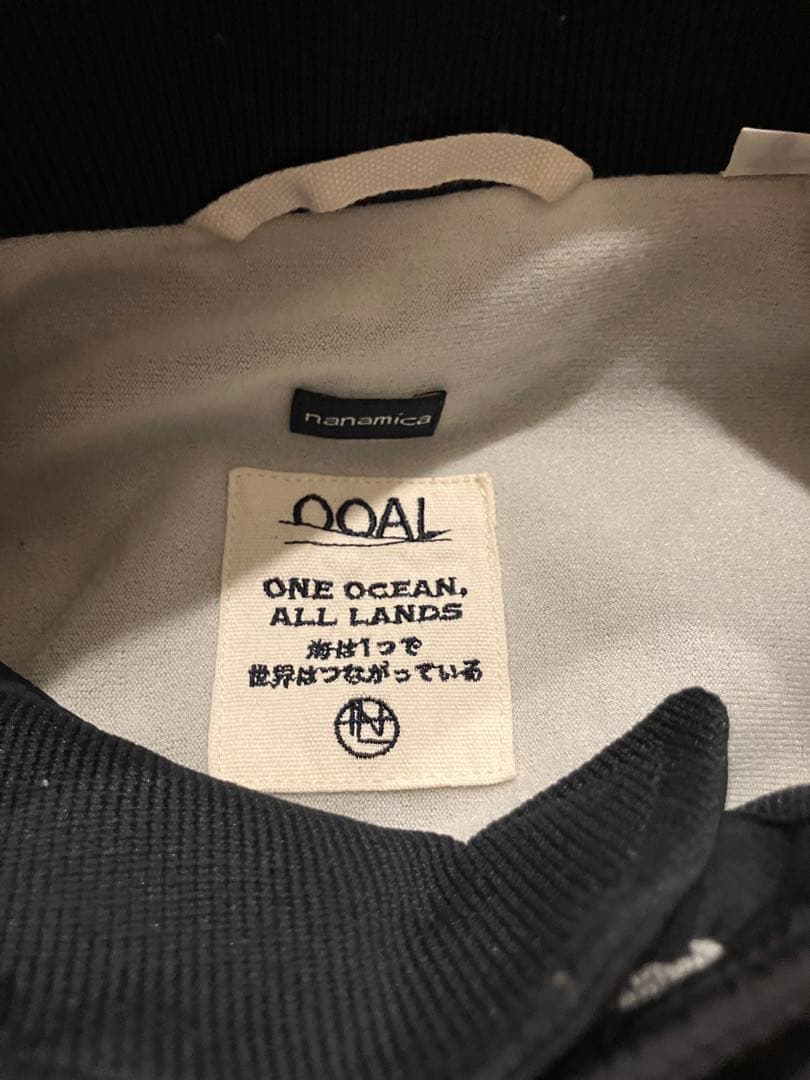 nanamica
OOAL
ONE OCEAN,
ALL LANDS
海は1つで
世界はつながっている